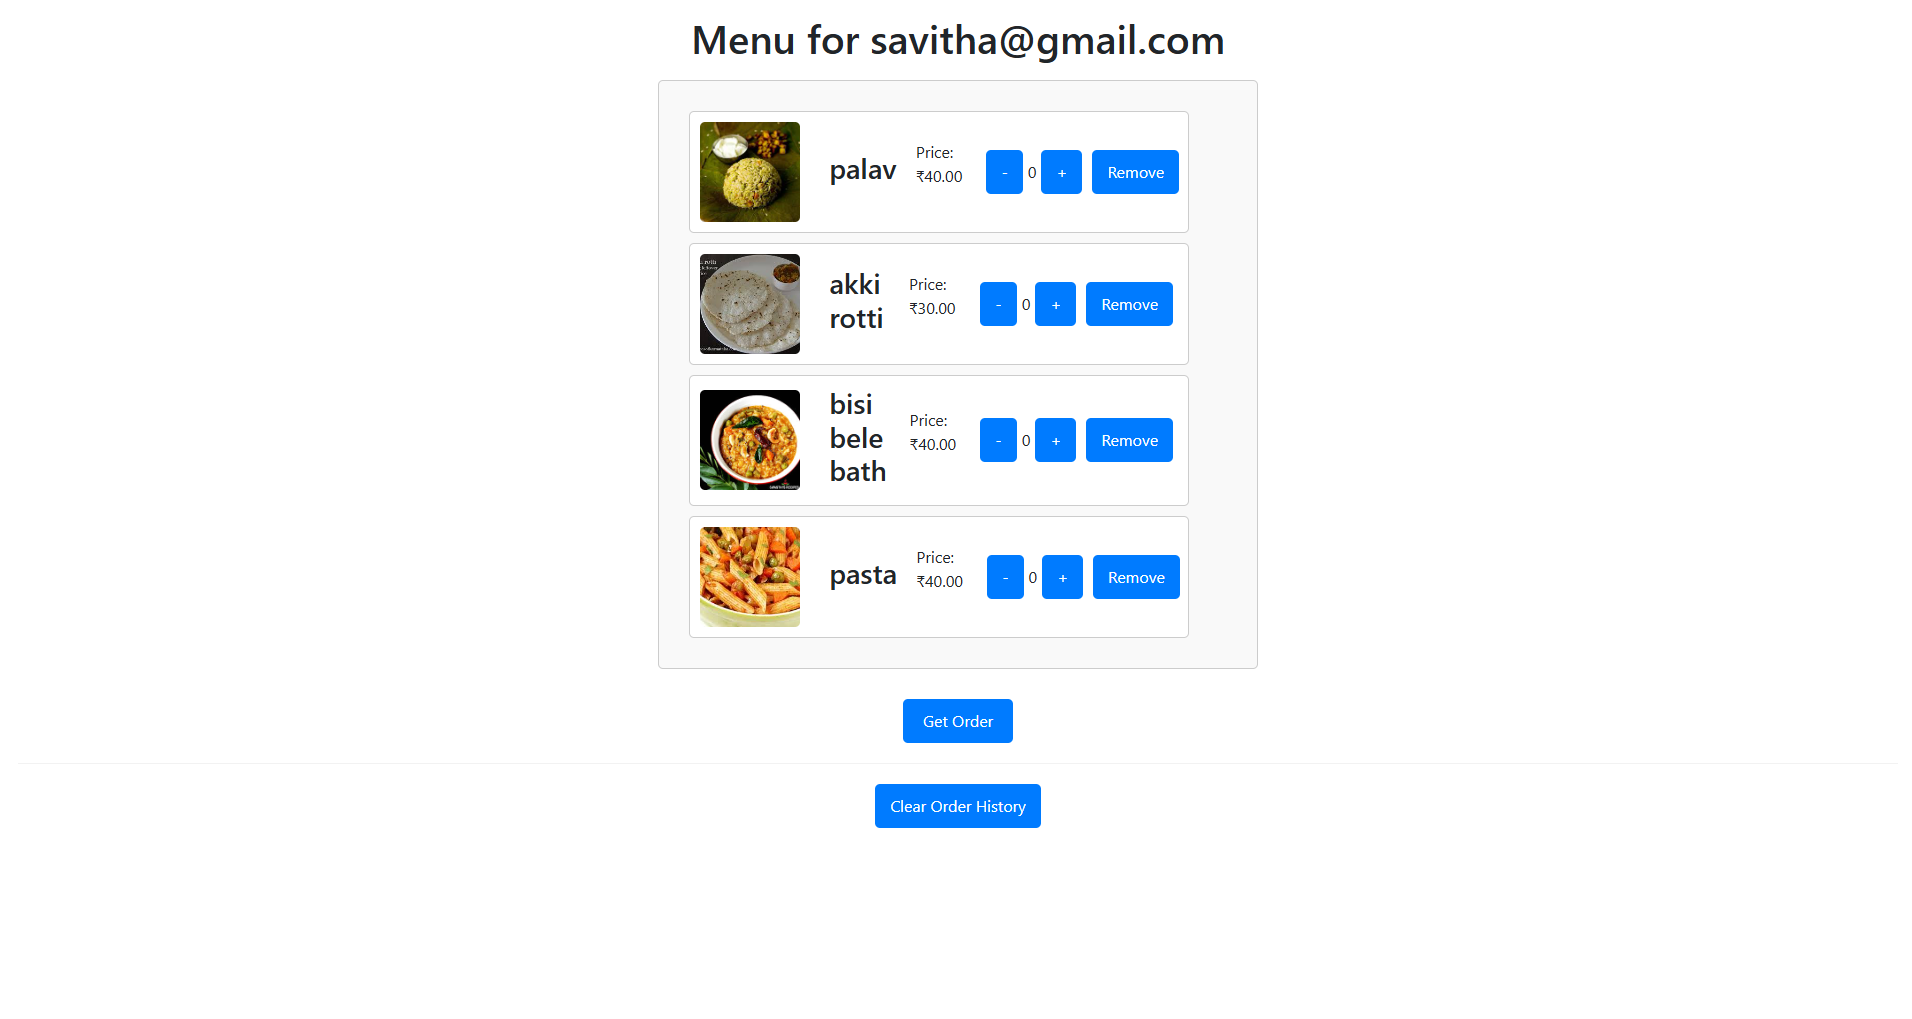 Menu for savitha@gmail.com
palav
Price:
₹40.00
- 0 + Remove
akki
rotti
Price:
₹30.00
- 0 + Remove
bisi
bele
bath
Price:
₹40.00
- 0 + Remove
pasta
Price:
₹40.00
- 0 + Remove
Get Order
Clear Order History